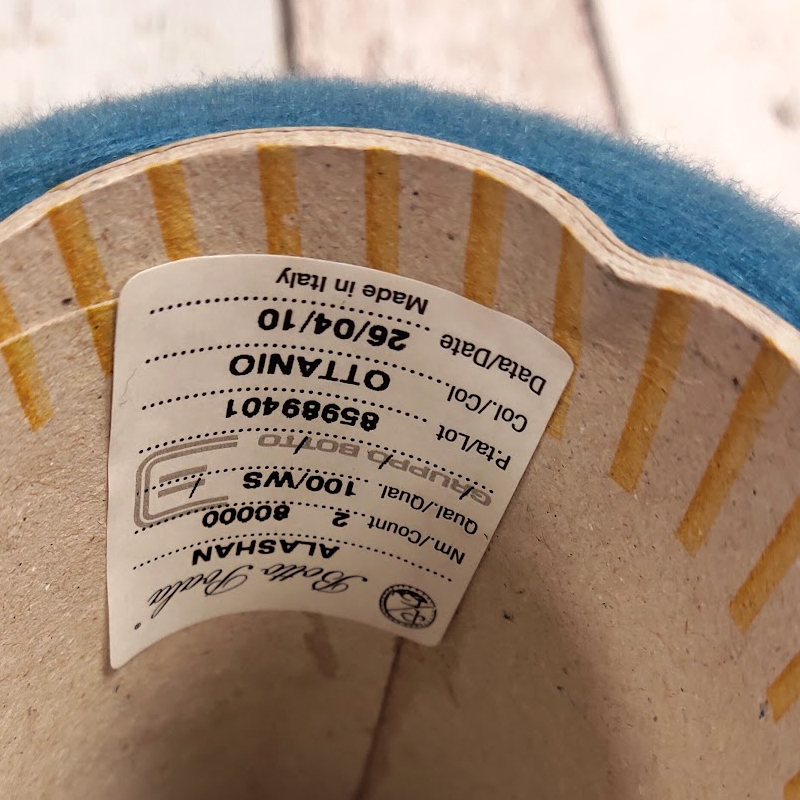 Botto Poala
ALASHAN
Nm./Count 2 80000
Qual./Qual. 100/WS
GRUPPO BOTTO
P.ta/Lot 85989401
Col./Col. OTTANIO
Data/Date 26/04/10
Made in Italy